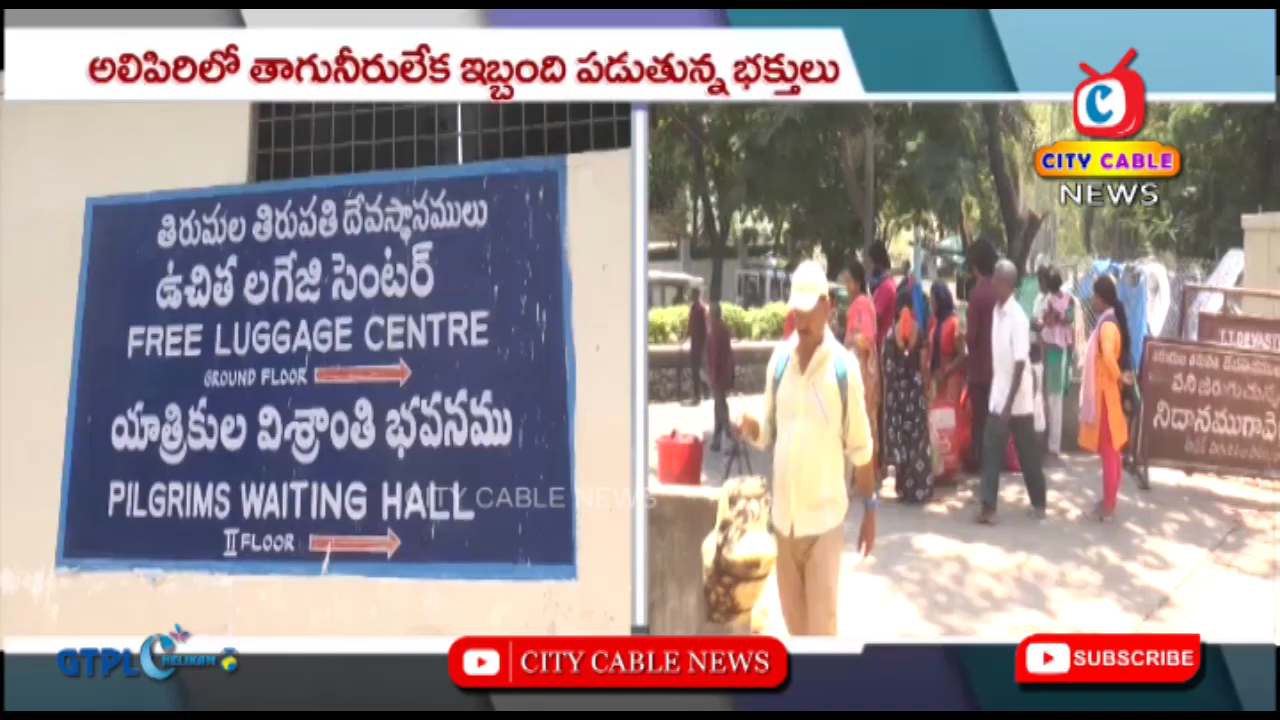 అలిపిరిలో తాగునీరులేక ఇబ్బంది పడుతున్న భక్తులు
C
CITY CABLE
NEWS
తిరుమల తిరుపతి దేవస్థానములు
ఉచిత లగేజి సెంటర్
FREE LUGGAGE CENTRE
GROUND FLOOR
యాత్రికుల విశ్రాంతి భవనము
PILGRIMS WAITING HALL
II FLOOR
CITY CABLE NEWS
నిదానముగా
GTPL
CITY CABLE NEWS
SUBSCRIBE